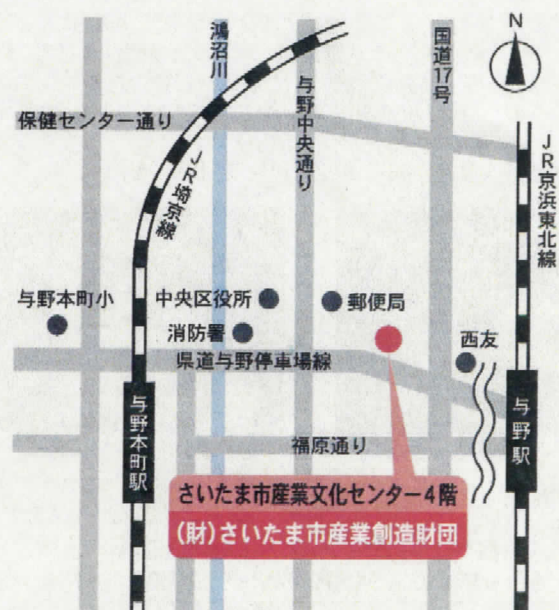 N
鴻沼川
国道17号
与野中央通り
保健センター通り
JR埼京線
JR京浜東北線
与野本町小
中央区役所
郵便局
消防署
西友
県道与野停車場線
与野本町駅
与野駅
福原通り
さいたま市産業文化センター4階
(財)さいたま市産業創造財団